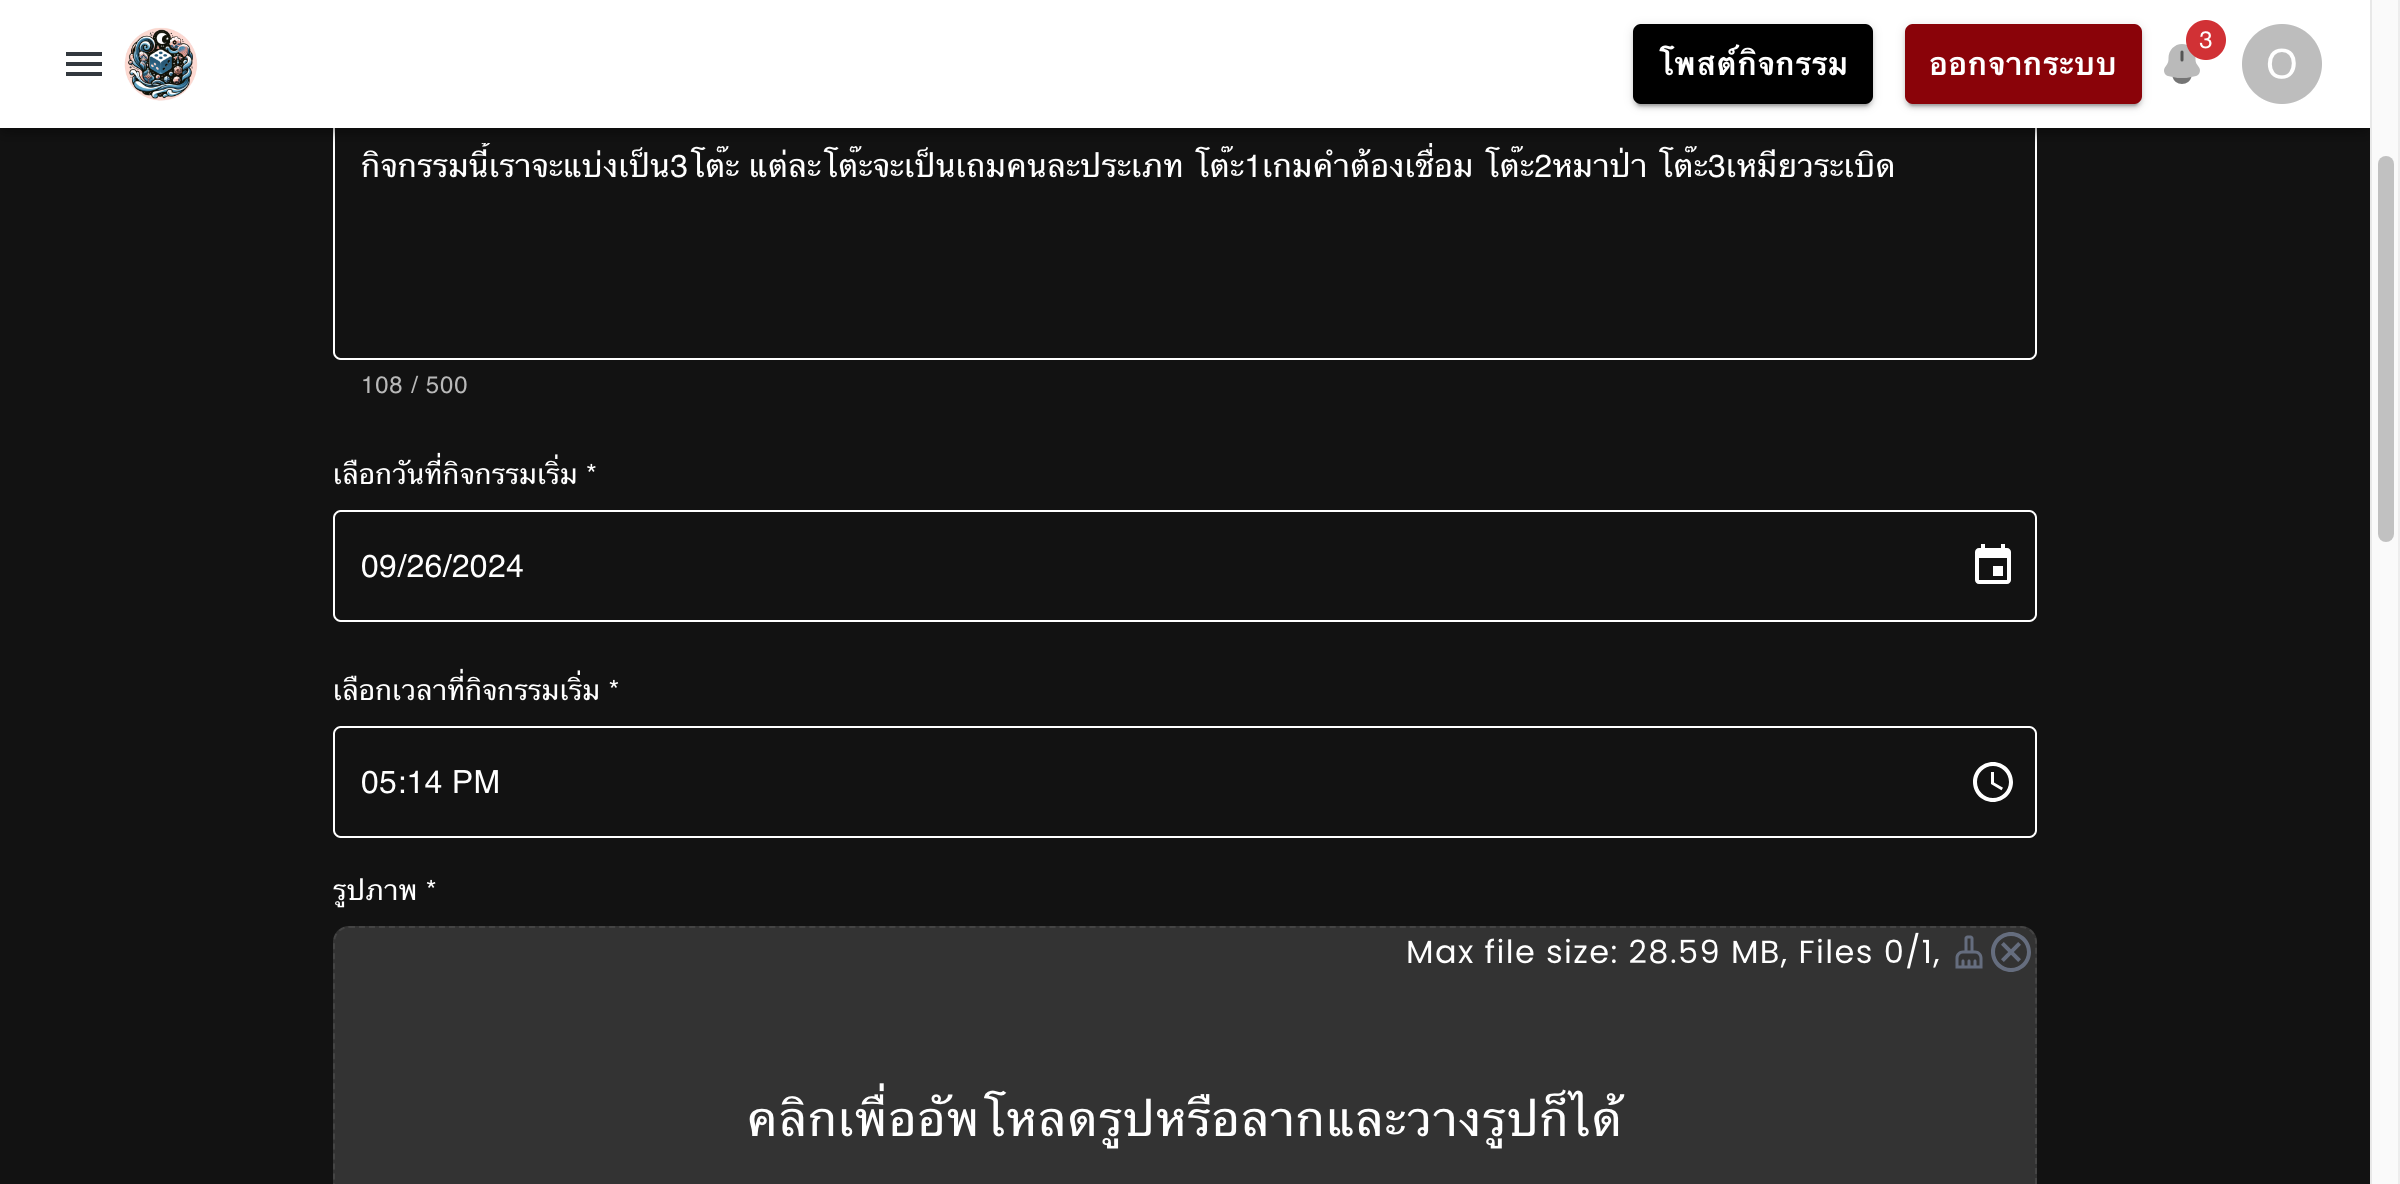 โพสต์กิจกรรม
ออกจากระบบ
3
O
กิจกรรมนี้เราจะแบ่งเป็น3โต๊ะ แต่ละโต๊ะจะเป็นเถมคนละประเภท โต๊ะ1เกมคำต้องเชื่อม โต๊ะ2หมาป่า โต๊ะ3เหมียวระเบิด
108 / 500
เลือกวันที่กิจกรรมเริ่ม *
09/26/2024
เลือกเวลาที่กิจกรรมเริ่ม *
05:14 PM
รูปภาพ *
Max file size: 28.59 MB, Files 0/1,
คลิกเพื่ออัพโหลดรูปหรือลากและวางรูปก็ได้